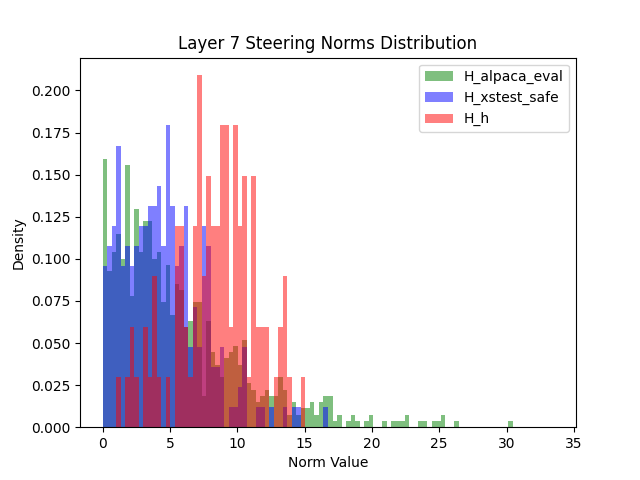 Layer 7 Steering Norms Distribution
H_alpaca_eval
H_xstest_safe
H_h
0.200
0.175
0.150
0.125
0.100
0.075
0.050
0.025
0.000
Density
0 5 10 15 20 25 30 35
Norm Value